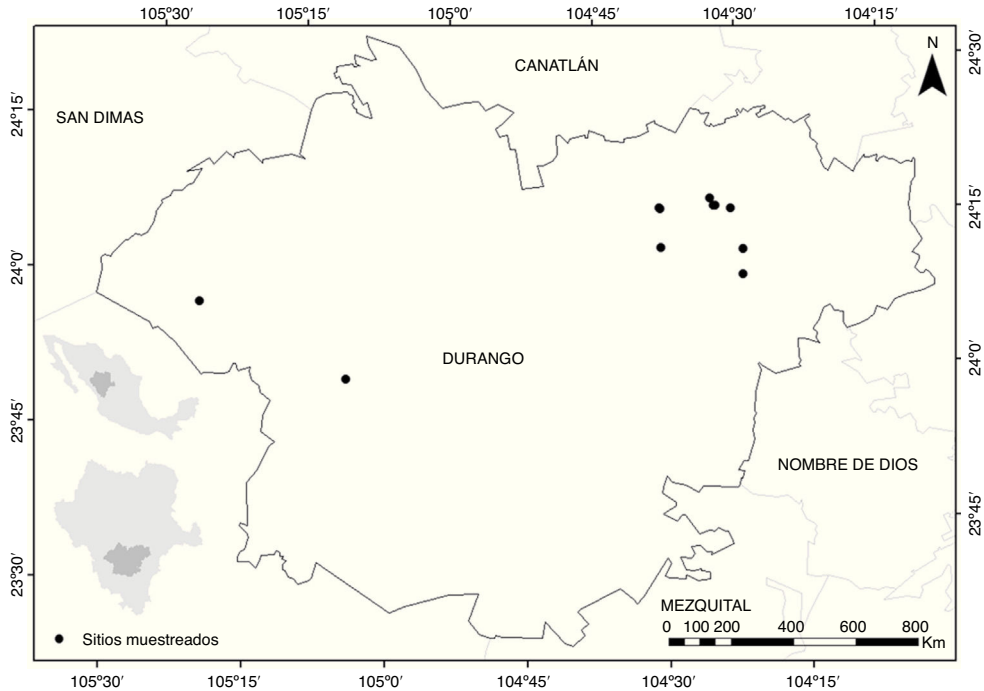 105°30′ 105°15′ 105°0′ 104°45′ 104°30′ 104°15′
N
CANATLÁN
24°30′
SAN DIMAS
24°15′
24°15′
24°0′
DURANGO
24°0′
23°45′
NOMBRE DE DIOS
23°45′
23°30′
MEZQUITAL
0 100 200 400 600 800
Km
Sitios muestreados
105°30′ 105°15′ 105°0′ 104°45′ 104°30′ 104°15′